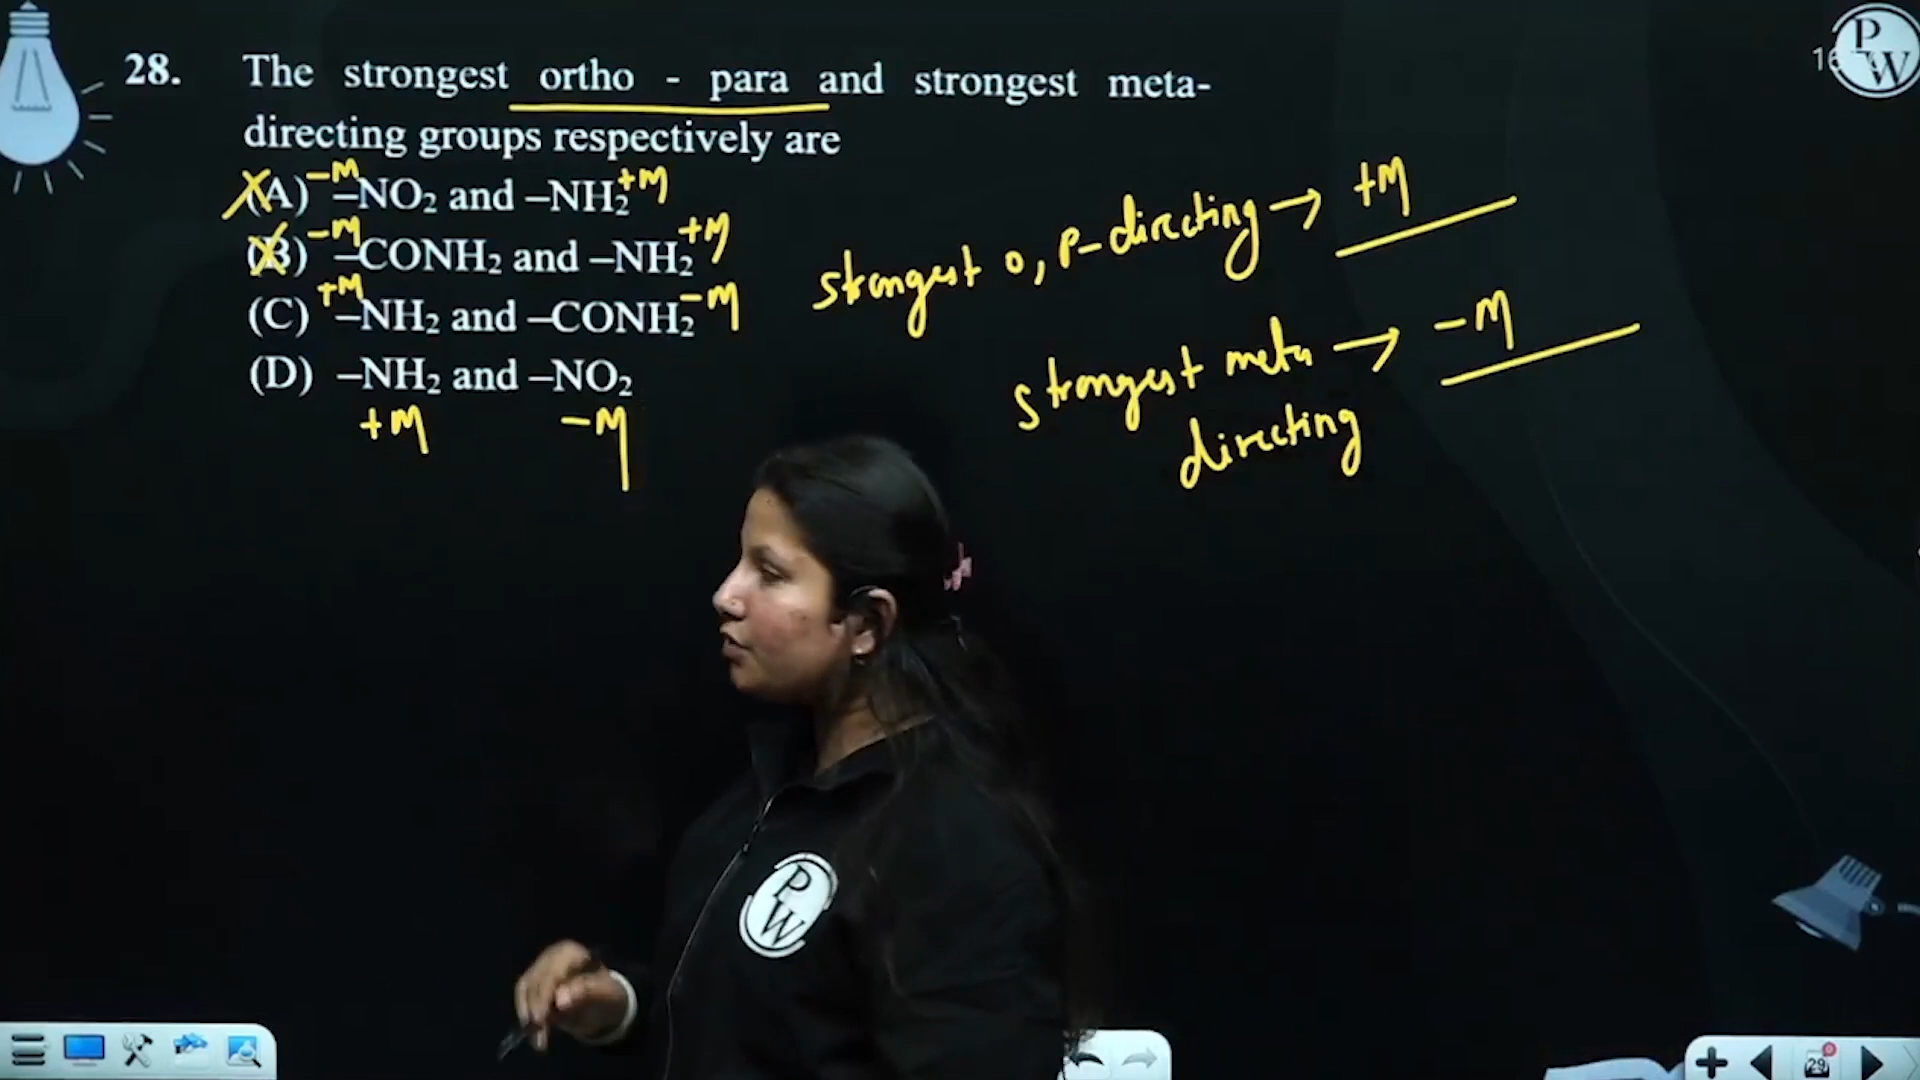 28. The strongest ortho - para and strongest meta-
directing groups respectively are
(A) –NO₂ and –NH₂
-M +M
(B) –CONH₂ and –NH₂
-M +M
(C) –NH₂ and –CONH₂
+M -M
(D) –NH₂ and –NO₂
+M -M
strongest o, p-directing → +M
strongest meta → -M
directing
P
W
P
W
29